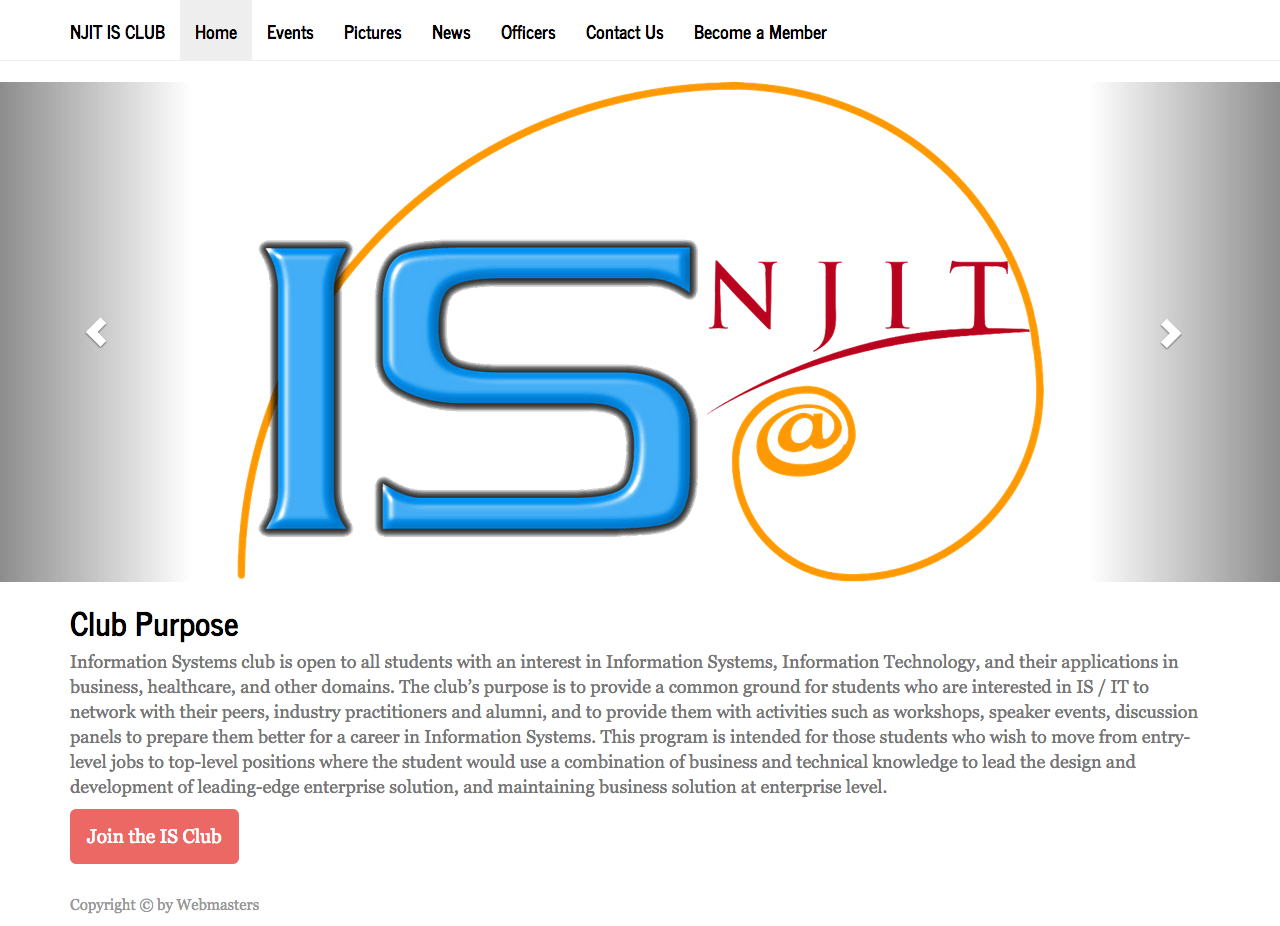 NJIT IS CLUB Home Events Pictures News Officers Contact Us Become a Member
IS NJIT
@
Club Purpose
Information Systems club is open to all students with an interest in Information Systems, Information Technology, and their applications in
business, healthcare, and other domains. The club’s purpose is to provide a common ground for students who are interested in IS / IT to
network with their peers, industry practitioners and alumni, and to provide them with activities such as workshops, speaker events, discussion
panels to prepare them better for a career in Information Systems. This program is intended for those students who wish to move from entry-
level jobs to top-level positions where the student would use a combination of business and technical knowledge to lead the design and
development of leading-edge enterprise solution, and maintaining business solution at enterprise level.
Join the IS Club
Copyright © by Webmasters